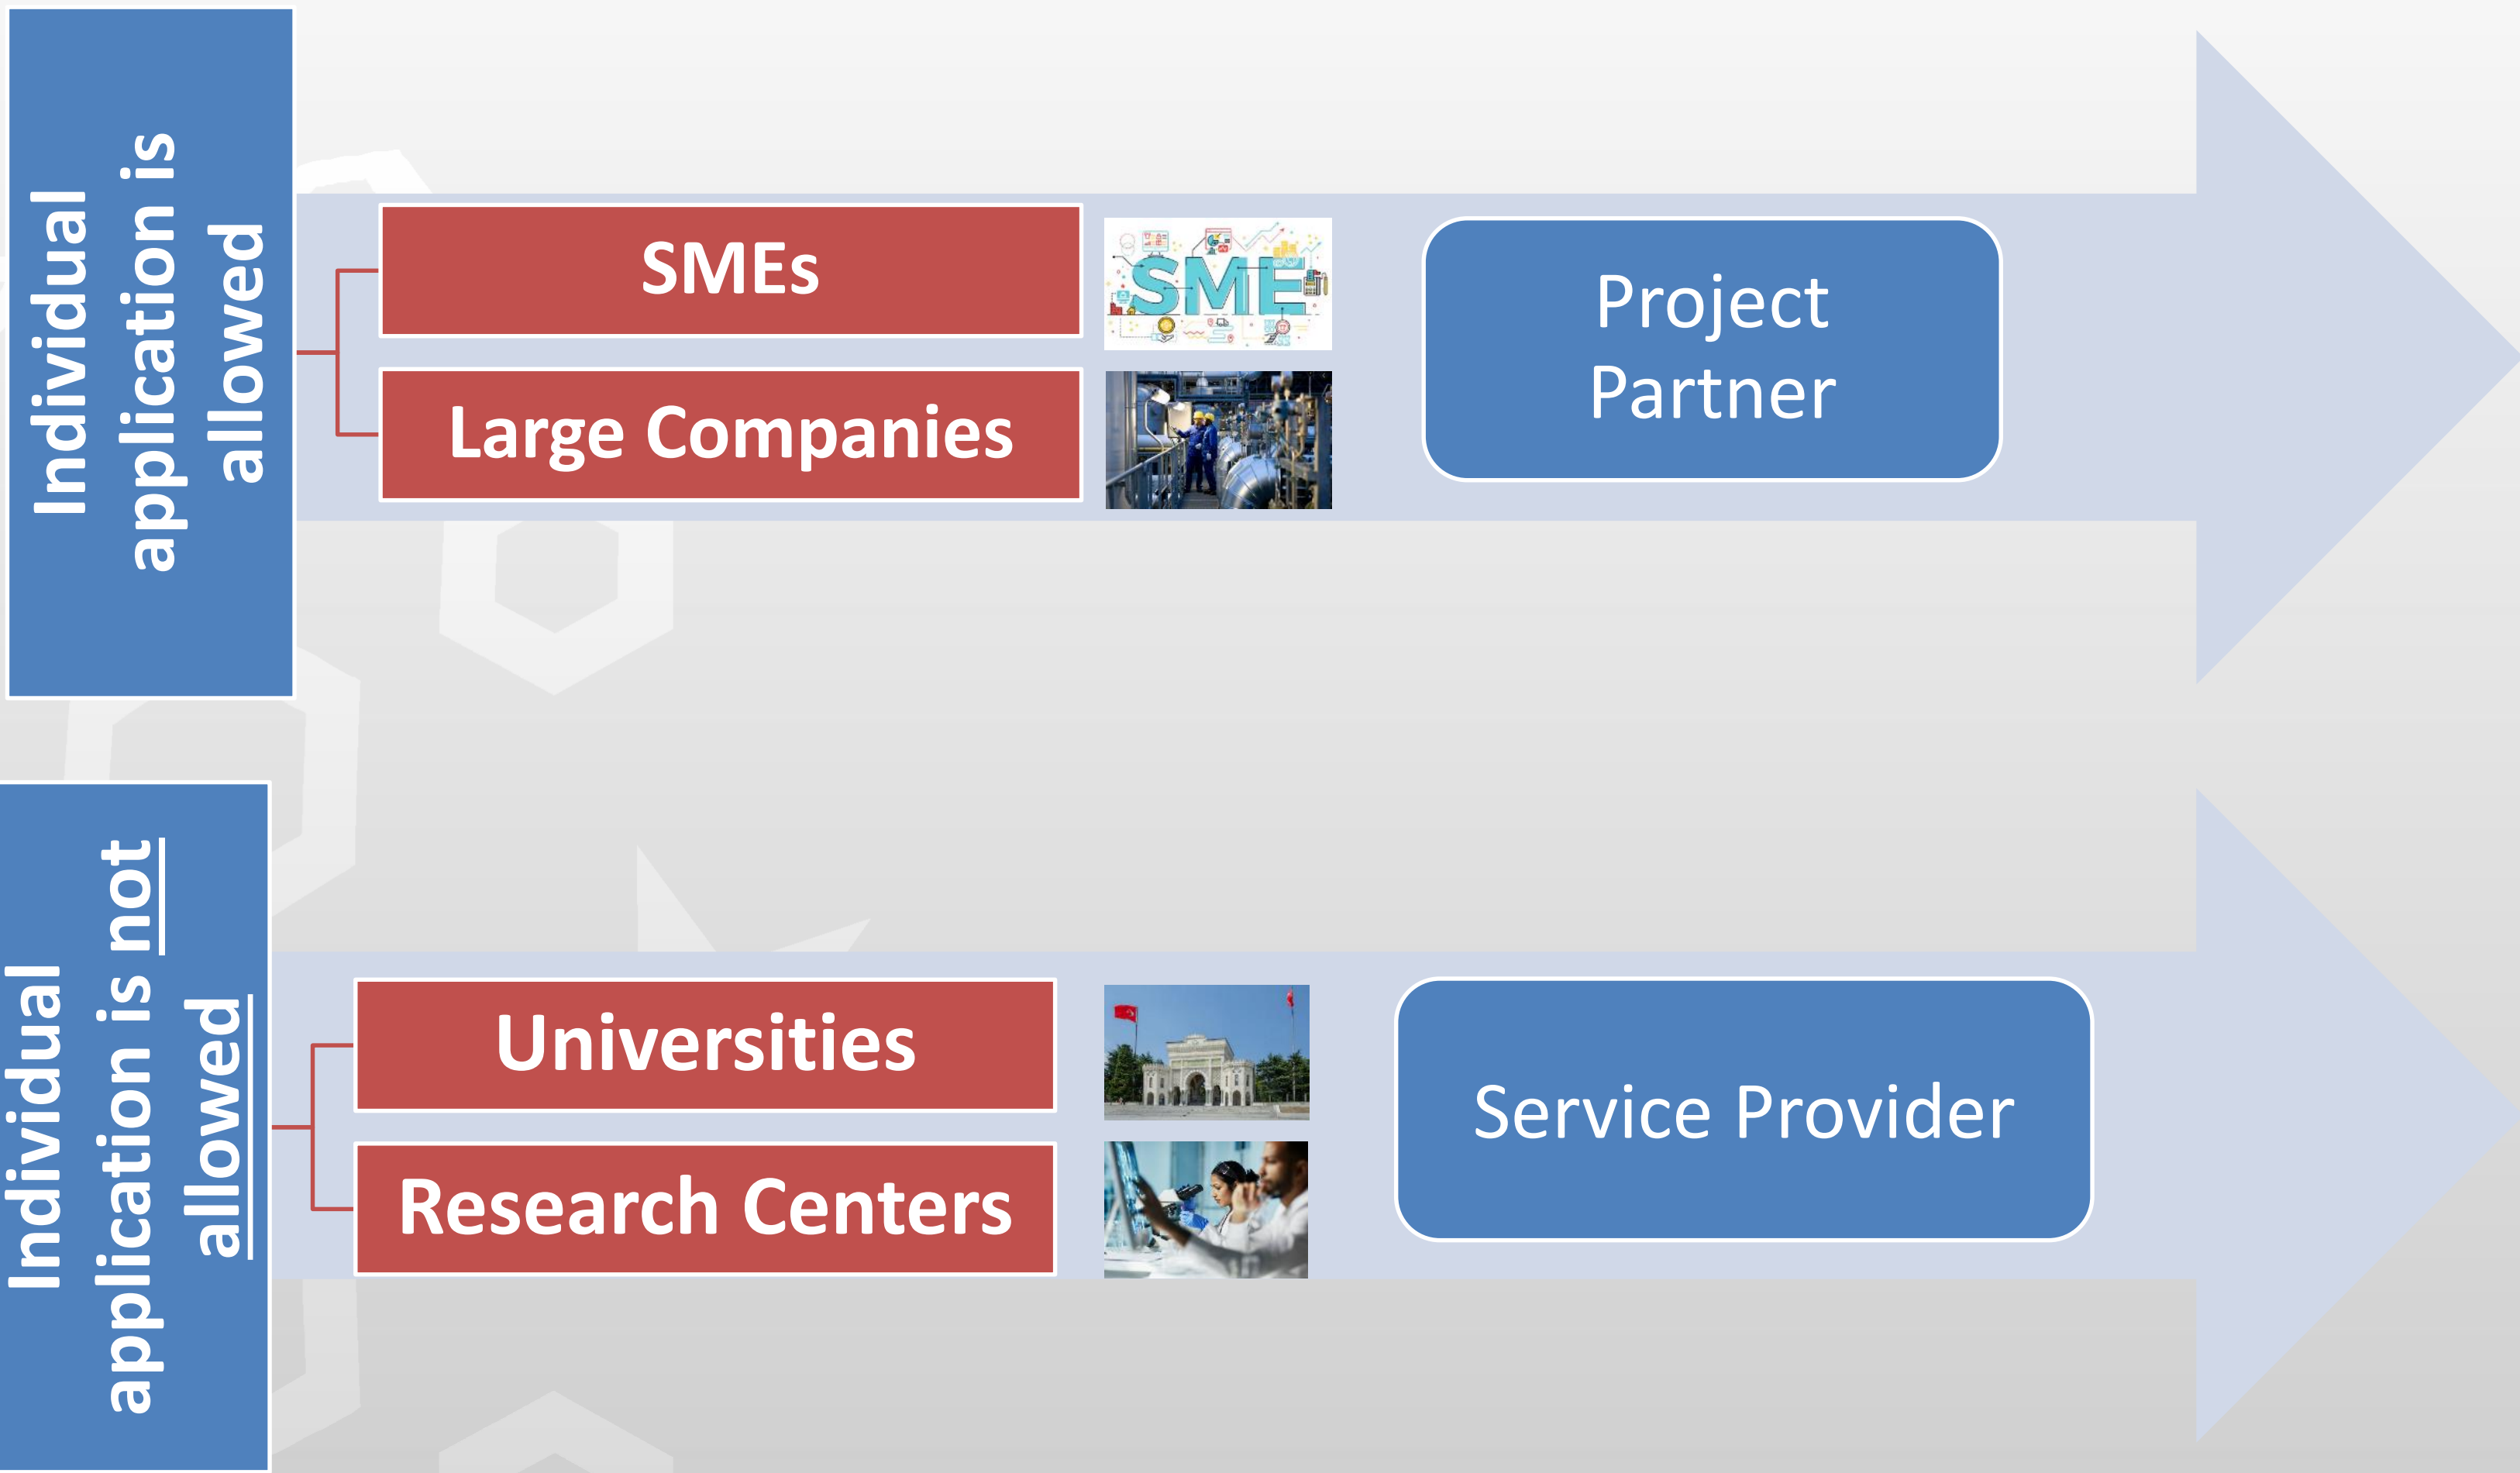 Individual
application is
allowed
SMEs
SME
Large Companies
Project
Partner
Individual
application is not
allowed
Universities
Research Centers
Service Provider